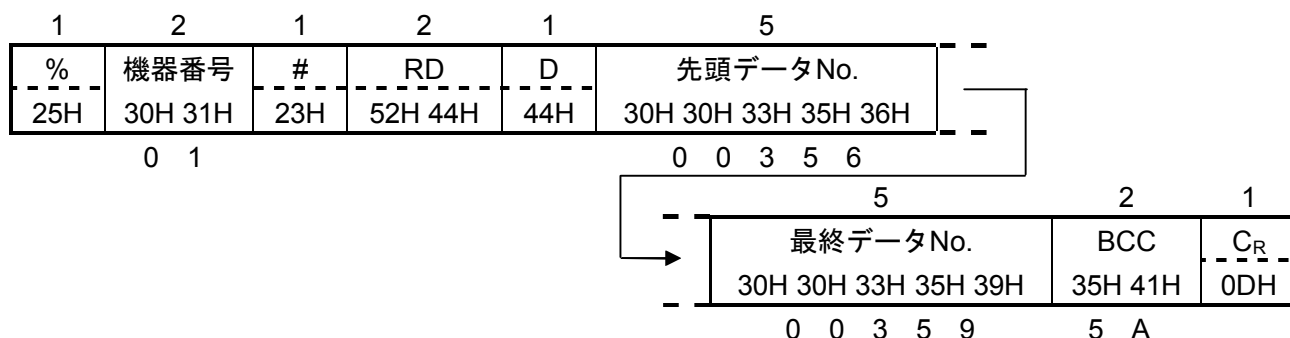 1 2 1 2 1 5
% 機器番号 # RD D 先頭データNo.
25H 30H 31H 23H 52H 44H 44H 30H 30H 33H 35H 36H
0 1 0 0 3 5 6
5 2 1
最終データNo. BCC CR
30H 30H 33H 35H 39H 35H 41H 0DH
0 0 3 5 9 5 A